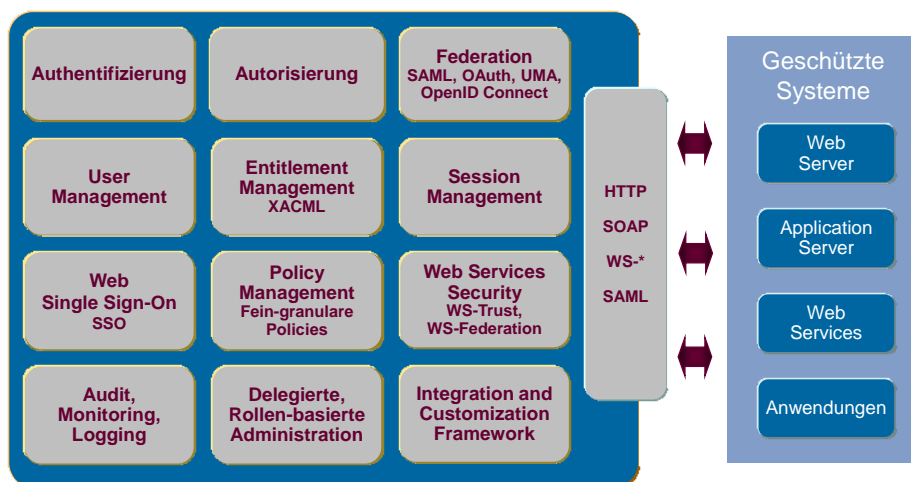 Authentifizierung
Autorisierung
Federation
SAML, OAuth, UMA,
OpenID Connect
User
Management
Entitlement
Management
XACML
Session
Management
Web
Single Sign-On
SSO
Policy
Management
Fein-granulare
Policies
Web Services
Security
WS-Trust,
WS-Federation
Audit,
Monitoring,
Logging
Delegierte,
Rollen-basierte
Administration
Integration and
Customization
Framework
HTTP
SOAP
WS-*
SAML
Geschützte
Systeme
Web
Server
Application
Server
Web
Services
Anwendungen